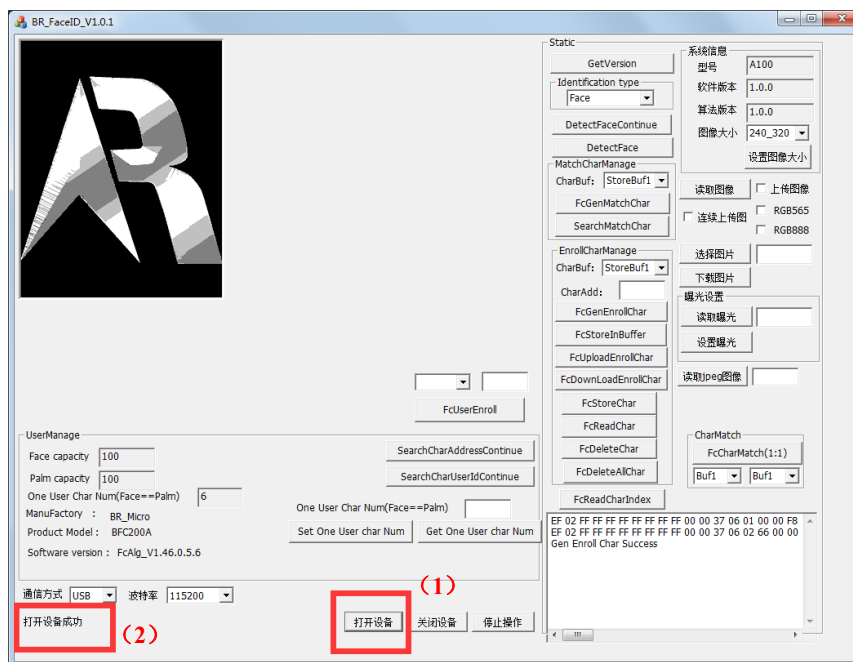 BR_FaceID_V1.0.1
AR
Static
GetVersion
Identification type
Face
DetectFaceContinue
DetectFace
MatchCharManage
CharBuf: StoreBuf1
FcGenMatchChar
SearchMatchChar
EnrollCharManage
CharBuf: StoreBuf1
CharAdd:
FcGenEnrollChar
FcStoreInBuffer
FcUploadEnrollChar
FcDownLoadEnrollChar
FcStoreChar
FcReadChar
FcDeleteChar
FcDeleteAllChar
FcReadCharIndex
系统信息
型号 A100
软件版本 1.0.0
算法版本 1.0.0
图像大小 240_320
设置图像大小
读取图像 上传图像
连续上传图 RGB565
RGB888
选择图片
下载图片
曝光设置
读取曝光
设置曝光
读取jpeg图像
CharMatch
FcCharMatch(1:1)
Buf1 Buf1
FcUserEnroll
UserManage
Face capacity 100
Palm capacity 100
One User Char Num(Face==Palm) 6
ManuFactory : BR_Micro
Product Model : BFC200A
Software version : FcAlg_V1.46.0.5.6
SearchCharAddressContinue
SearchCharUserIdContinue
One User Char Num(Face==Palm)
Set One User char Num Get One User char Num
EF 02 FF FF FF FF FF FF FF FF 00 00 37 06 01 00 00 F8
EF 02 FF FF FF FF FF FF FF FF 00 00 37 06 02 66 00 00
Gen Enroll Char Success
通信方式 USB 波特率 115200
(1)
打开设备成功 (2) 打开设备 关闭设备 停止操作